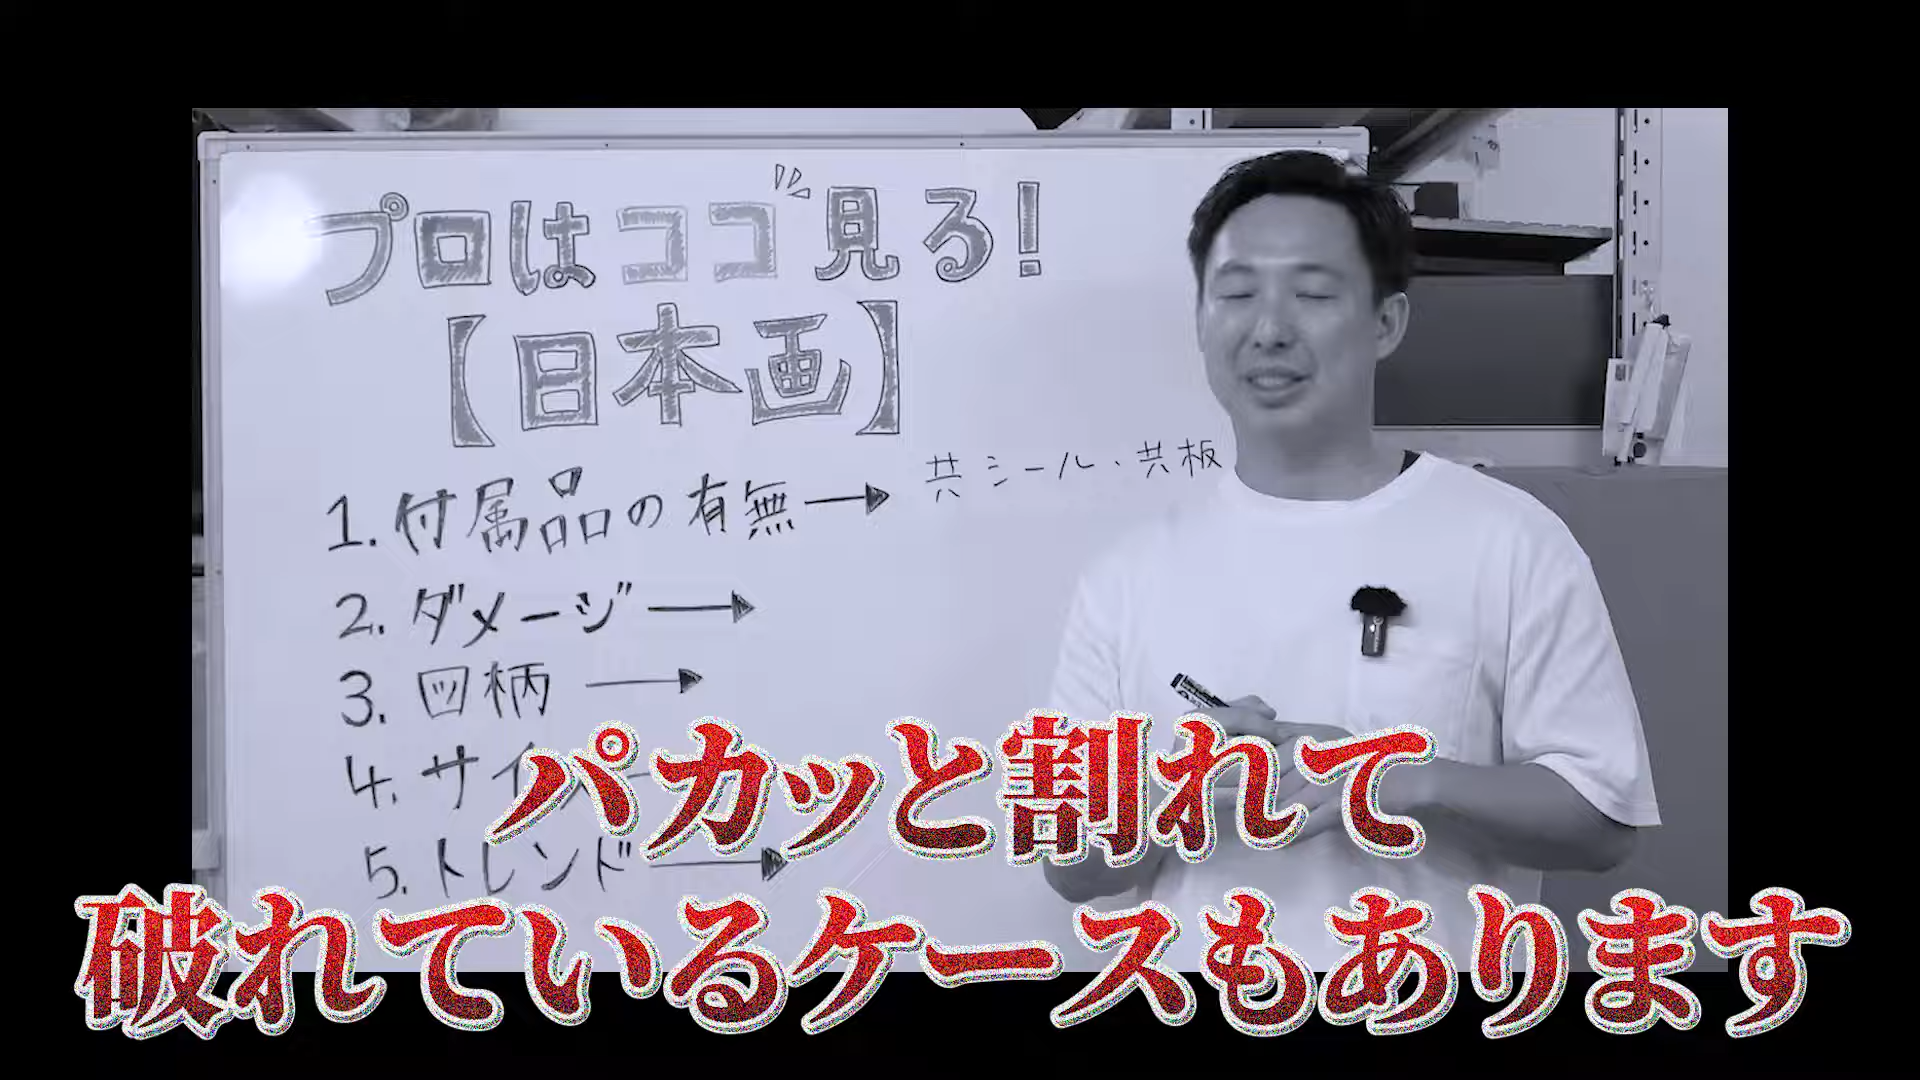 プロはココ見る!
【日本画】
1. 付属品の有無→ 共シール・共板
2. ダメージ→
3. 図柄→
4. サイズ
5. トレンド→
パカッと割れて
破れているケースもあります